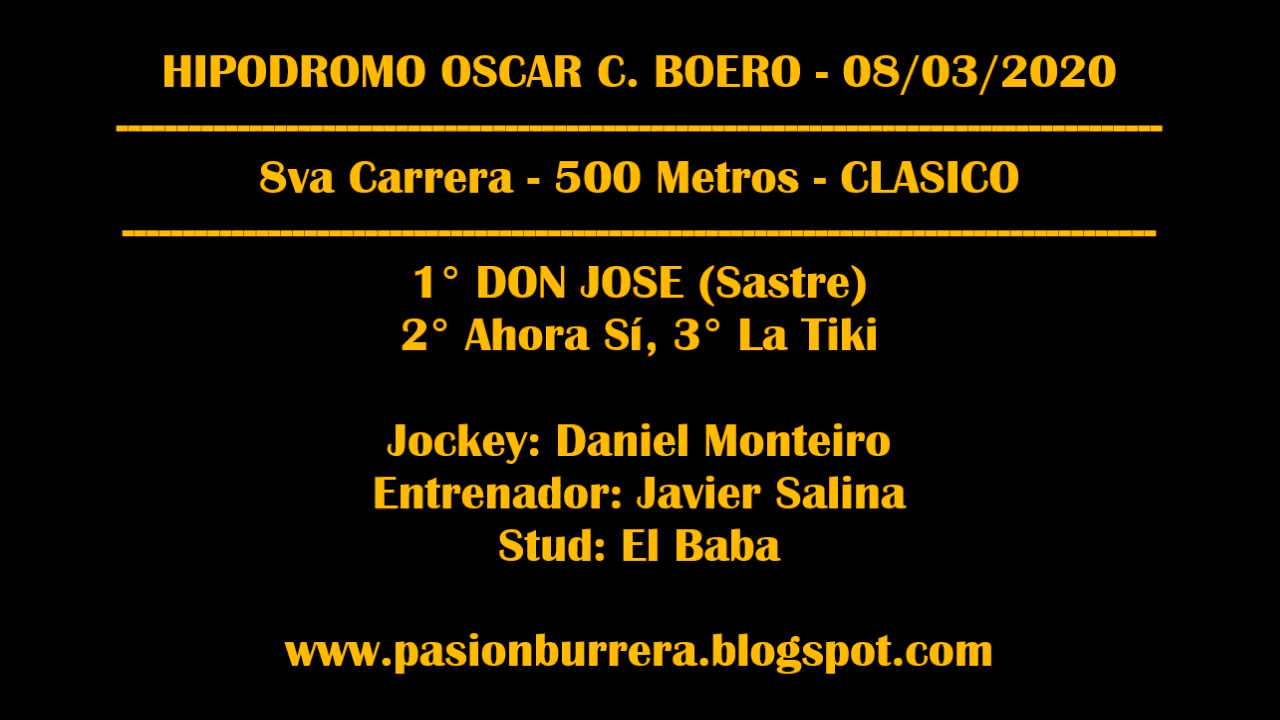 HIPODROMO OSCAR C. BOERO - 08/03/2020
--------------------------------------------------------------------------------------
8va Carrera - 500 Metros - CLASICO
-------------------------------------------------------------------------------------
1° DON JOSE (Sastre)
2° Ahora Sí, 3° La Tiki
Jockey: Daniel Monteiro
Entrenador: Javier Salina
Stud: El Baba
www.pasionburrera.blogspot.com